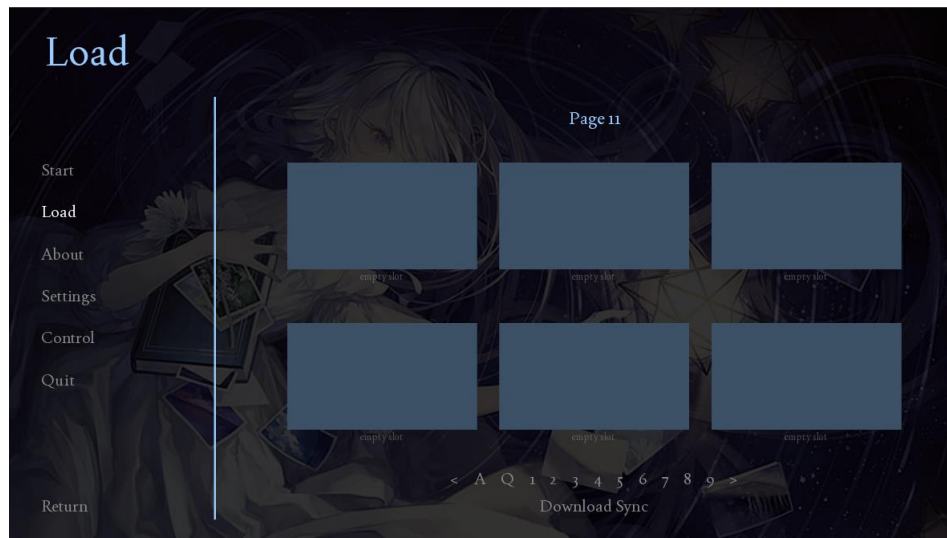 Load
Page 11
Start
Load
About
Settings
Control
Quit
Return
empty slot empty slot empty slot
empty slot empty slot empty slot
< A Q 1 2 3 4 5 6 7 8 9 >
Download Sync